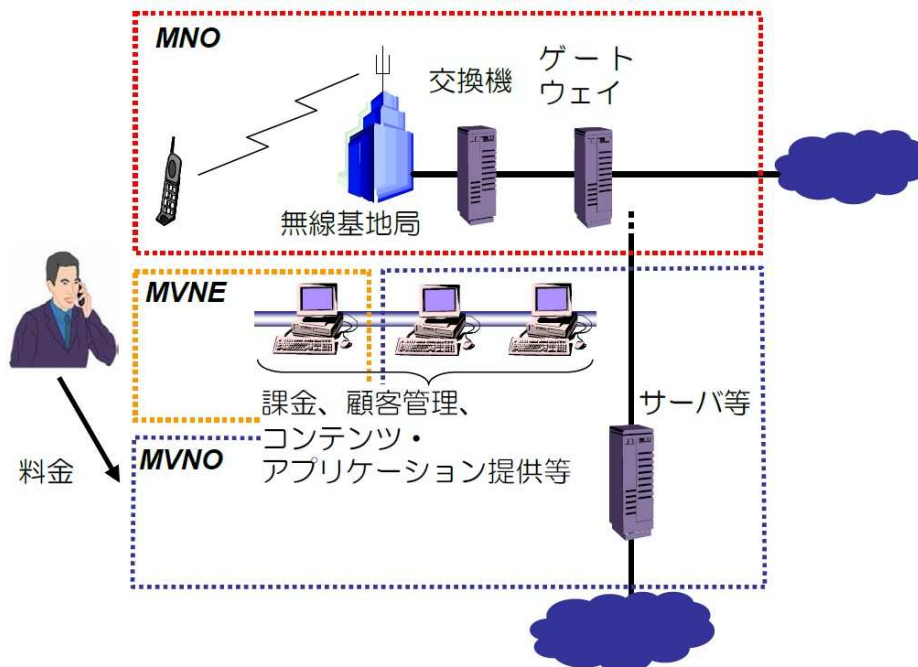 MNO
交換機
ゲート
ウェイ
無線基地局
MVNE
課金、顧客管理、
コンテンツ・
アプリケーション提供等
サーバ等
MVNO
料金